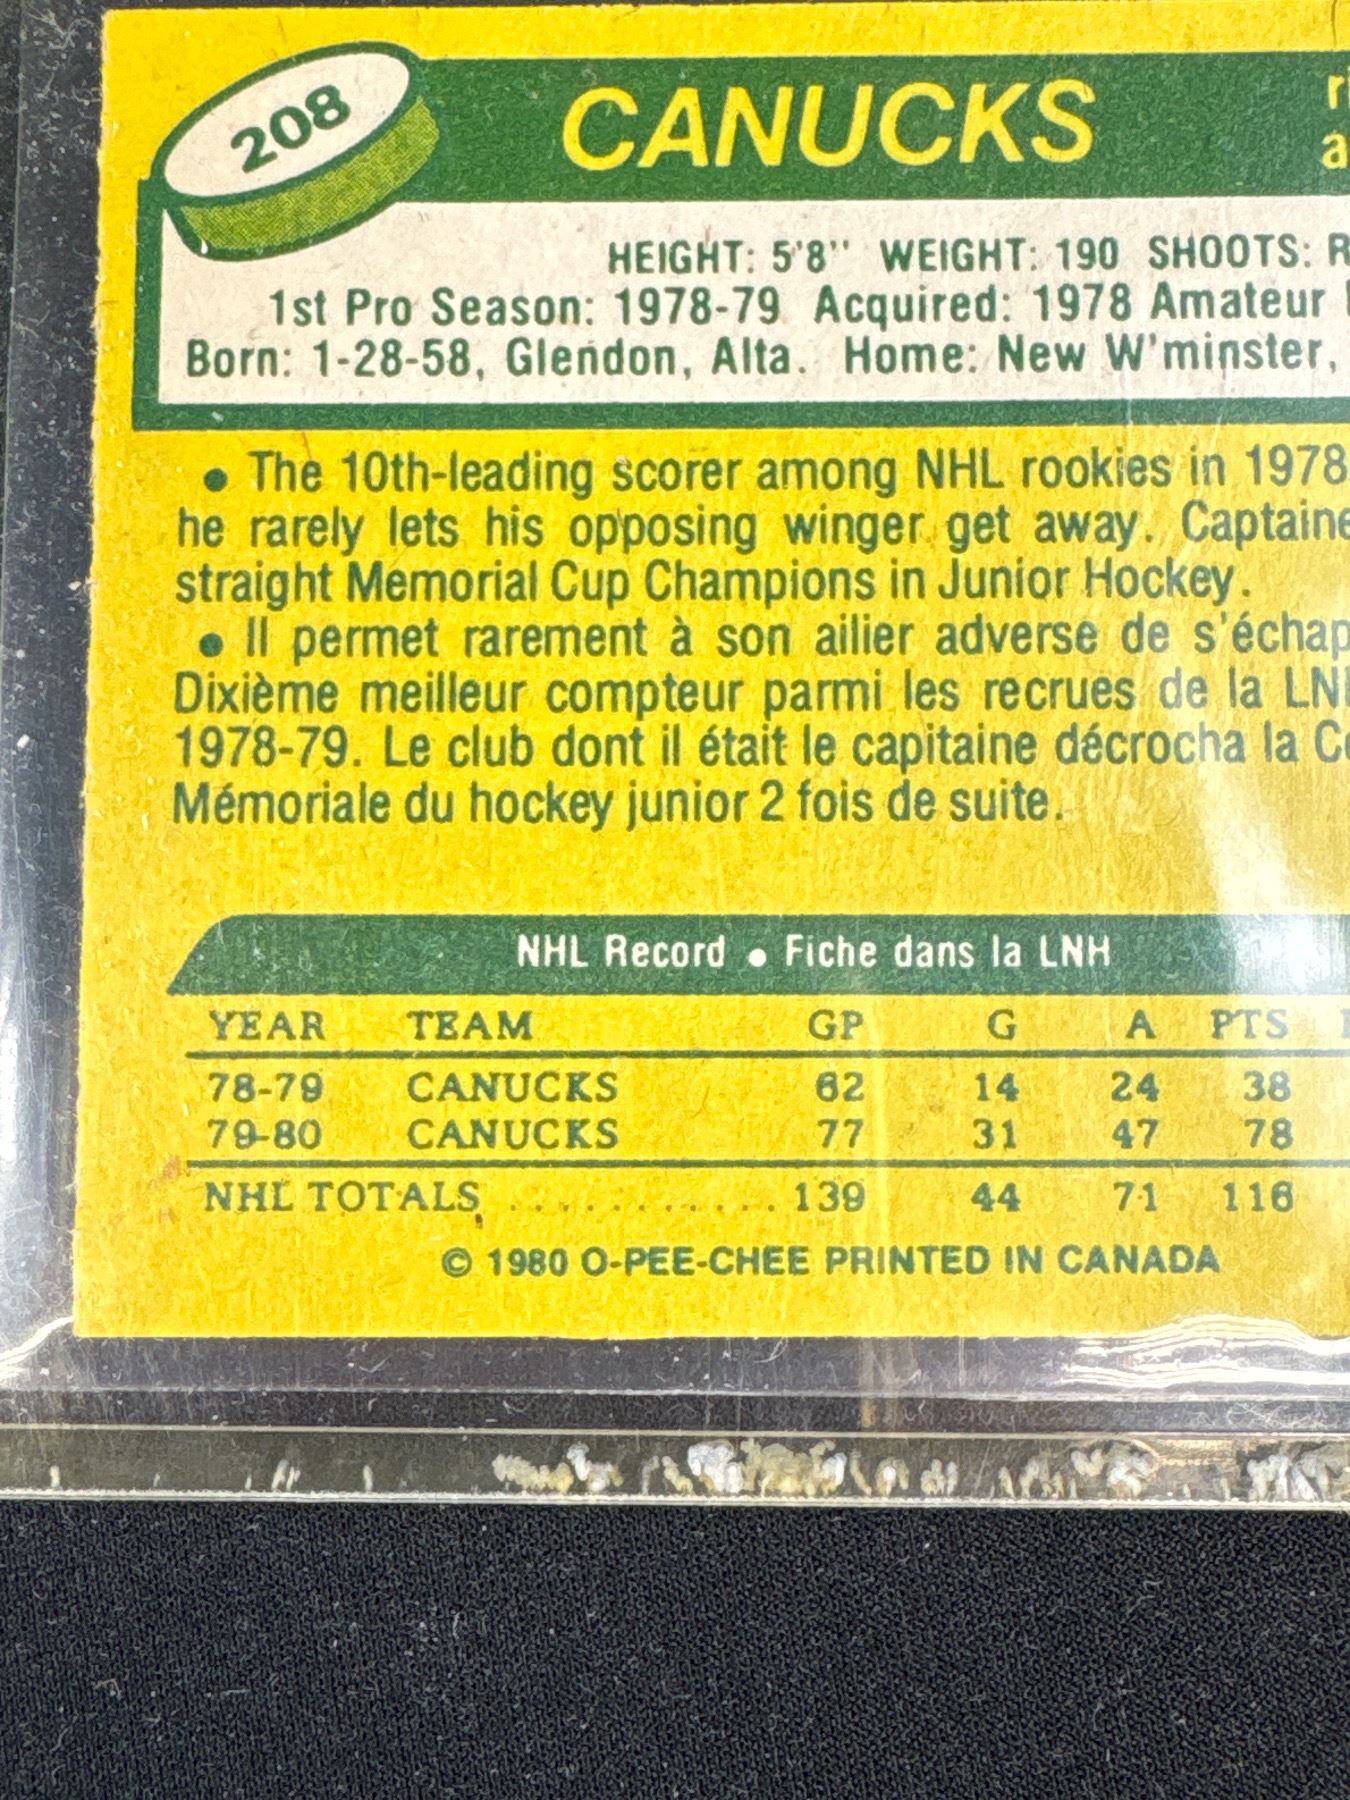 208
CANUCKS
HEIGHT: 5'8'' WEIGHT: 190 SHOOTS: R
1st Pro Season: 1978-79 Acquired: 1978 Amateur
Born: 1-28-58, Glendon, Alta. Home: New W'minster,
• The 10th-leading scorer among NHL rookies in 1978
he rarely lets his opposing winger get away. Captaine
straight Memorial Cup Champions in Junior Hockey.
• Il permet rarement à son ailier adverse de s'échap
Dixième meilleur compteur parmi les recrues de la LN
1978-79. Le club dont il était le capitaine décrocha la Co
Mémoriale du hockey junior 2 fois de suite.
NHL Record • Fiche dans la LNH
YEAR TEAM GP G A PTS
78-79 CANUCKS 62 14 24 38
79-80 CANUCKS 77 31 47 78
NHL TOTALS . . . . . . . . . . . . 139 44 71 116
© 1980 O-PEE-CHEE PRINTED IN CANADA